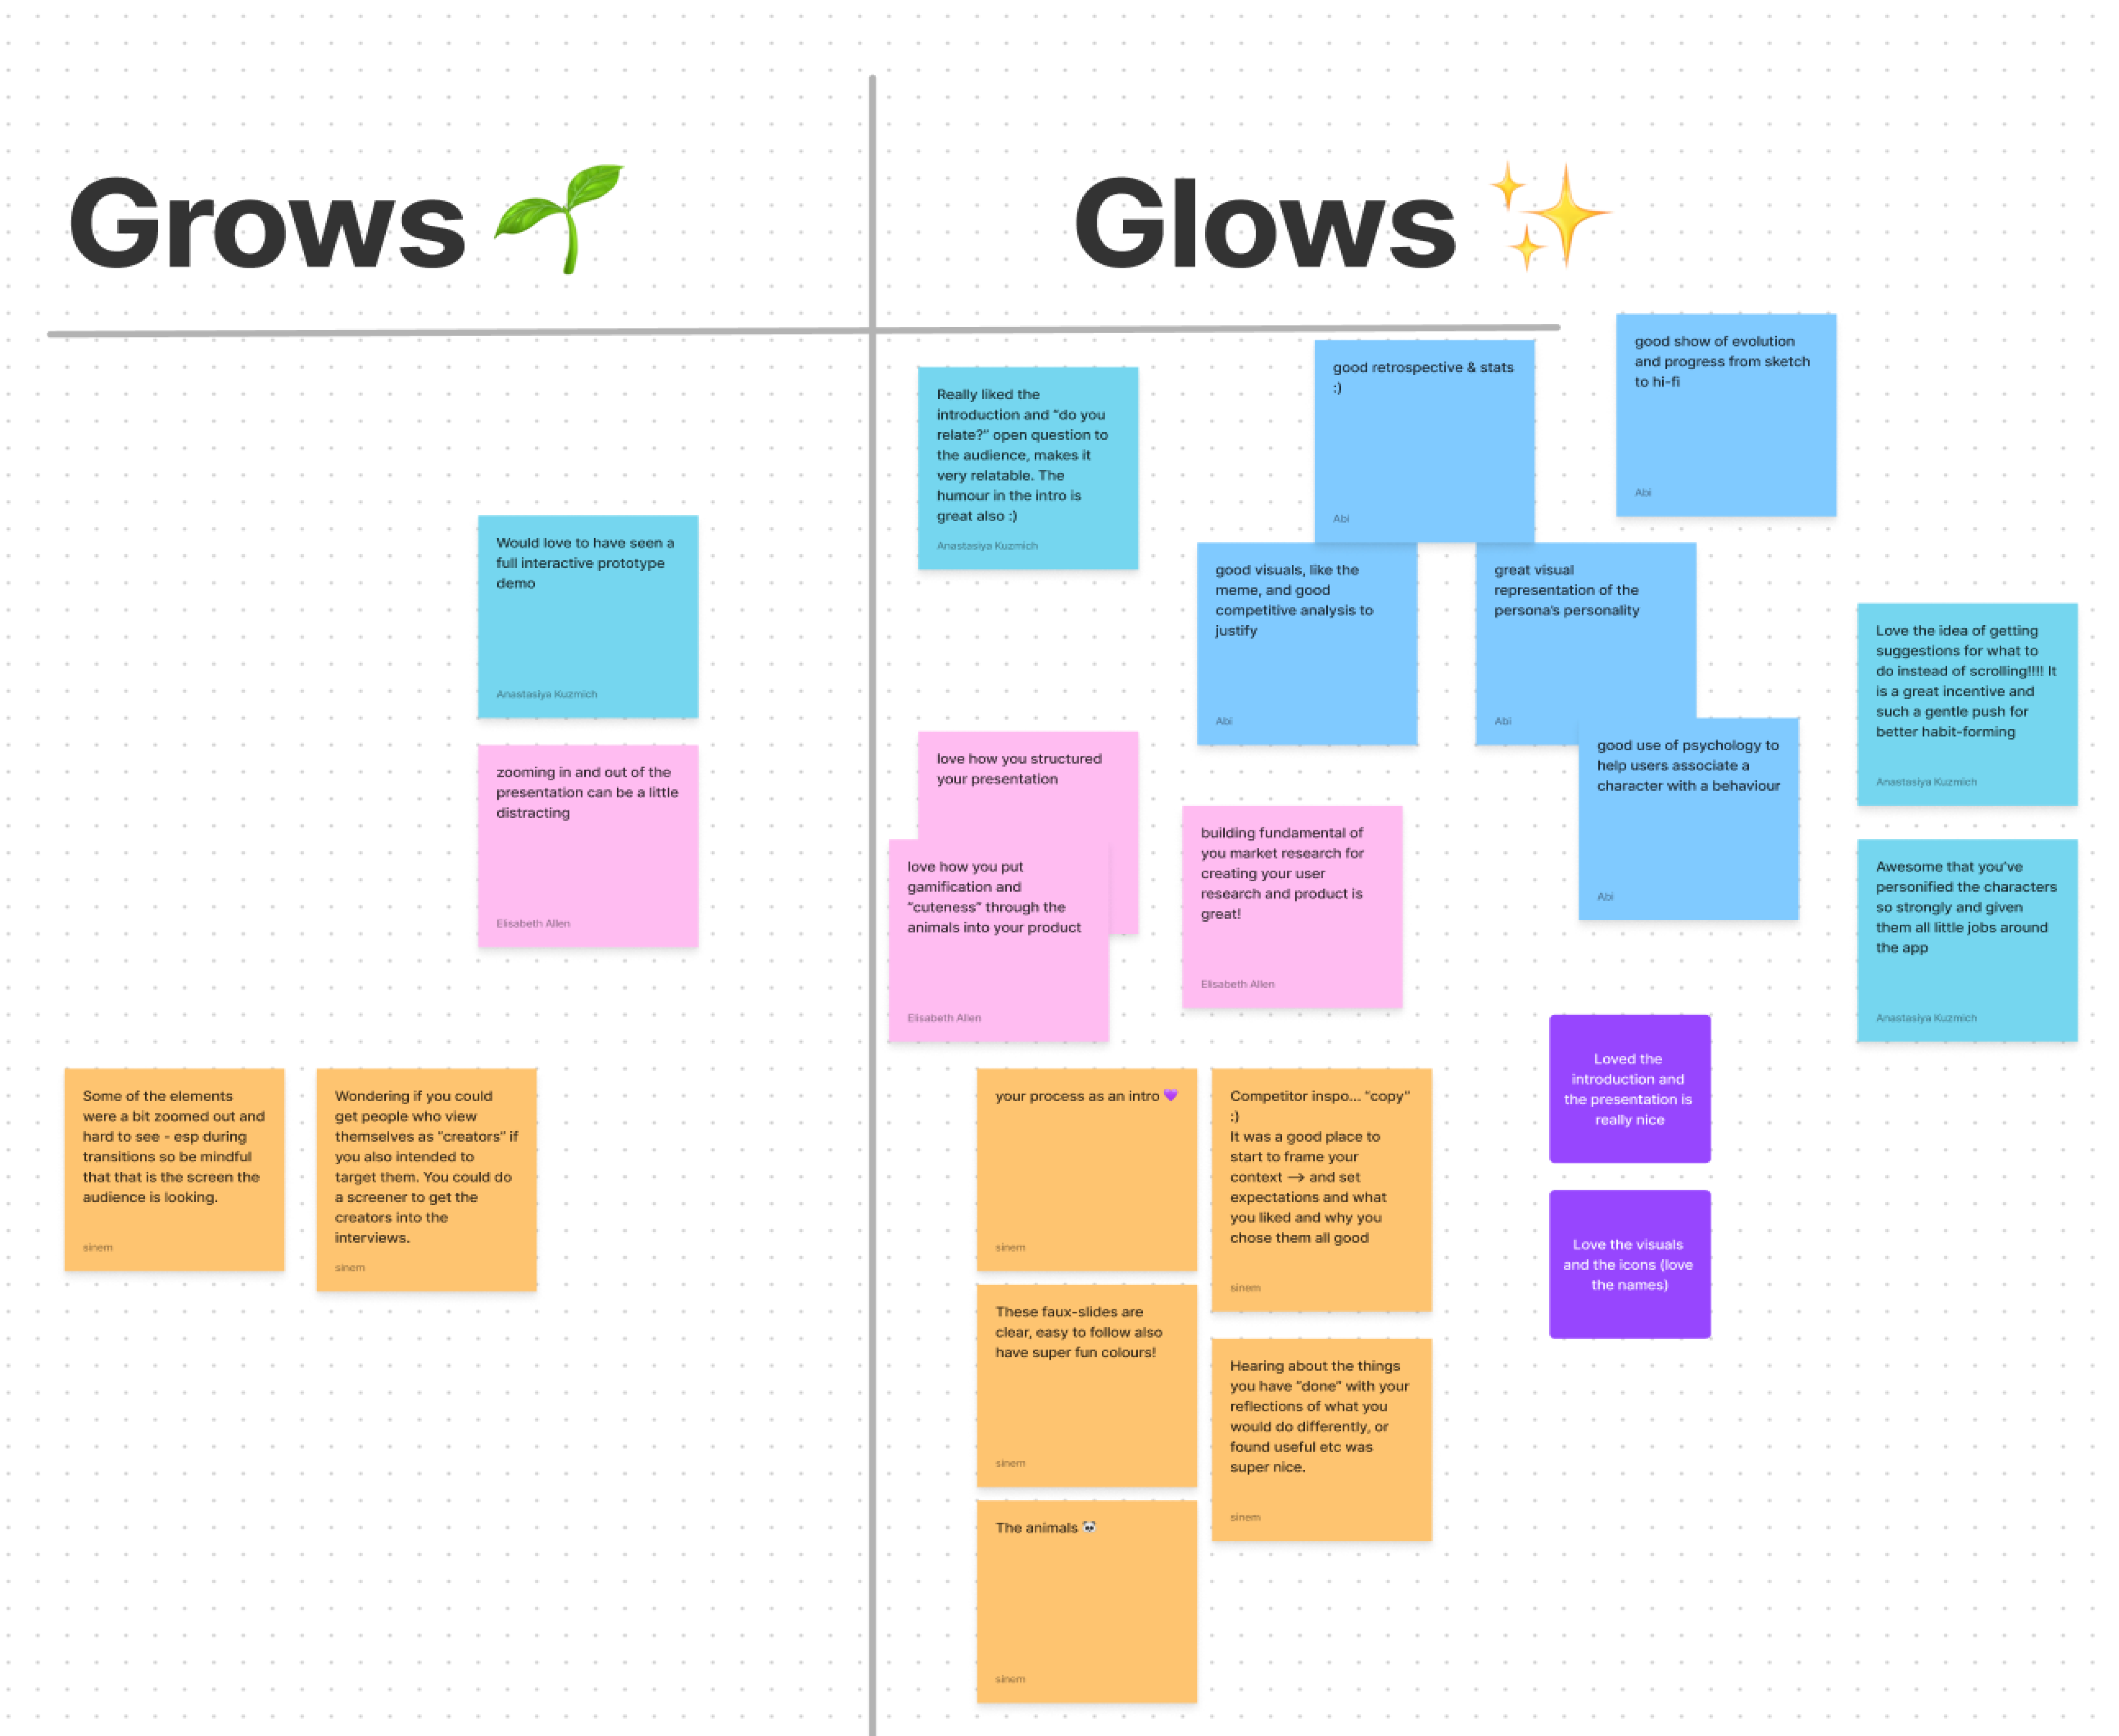 Grows 🌱
Glows ✨
Would love to have seen a
full interactive prototype
demo
Anastasiya Kuzmich
zooming in and out of the
presentation can be a little
distracting
Elisabeth Allen
Some of the elements
were a bit zoomed out and
hard to see - esp during
transitions so be mindful
that that is the screen the
audience is looking.
sinem
Wondering if you could
get people who view
themselves as "creators" if
you also intended to
target them. You could do
a screener to get the
creators into the
interviews.
sinem
Really liked the
introduction and "do you
relate?" open question to
the audience, makes it
very relatable. The
humour in the intro is
great also :)
Anastasiya Kuzmich
good retrospective & stats
:)
Abi
good show of evolution
and progress from sketch
to hi-fi
Abi
good visuals, like the
meme, and good
competitive analysis to
justify
Abi
great visual
representation of the
persona's personality
Abi
good use of psychology to
help users associate a
character with a behaviour
Abi
Love the idea of getting
suggestions for what to
do instead of scrolling!!!! It
is a great incentive and
such a gentle push for
better habit-forming
Anastasiya Kuzmich
Awesome that you've
personified the characters
so strongly and given
them all little jobs around
the app
Anastasiya Kuzmich
love how you structured
your presentation
love how you put
gamification and
"cuteness" through the
animals into your product
Elisabeth Allen
building fundamental of
you market research for
creating your user
research and product is
great!
Elisabeth Allen
your process as an intro 💜
sinem
Competitor inspo... "copy"
:)
It was a good place to
start to frame your
context --> and set
expectations and what
you liked and why you
chose them all good
sinem
These faux-slides are
clear, easy to follow also
have super fun colours!
sinem
Hearing about the things
you have "done" with your
reflections of what you
would do differently, or
found useful etc was
super nice.
sinem
The animals 🐼
sinem
Loved the
introduction and
the presentation is
really nice
Love the visuals
and the icons (love
the names)